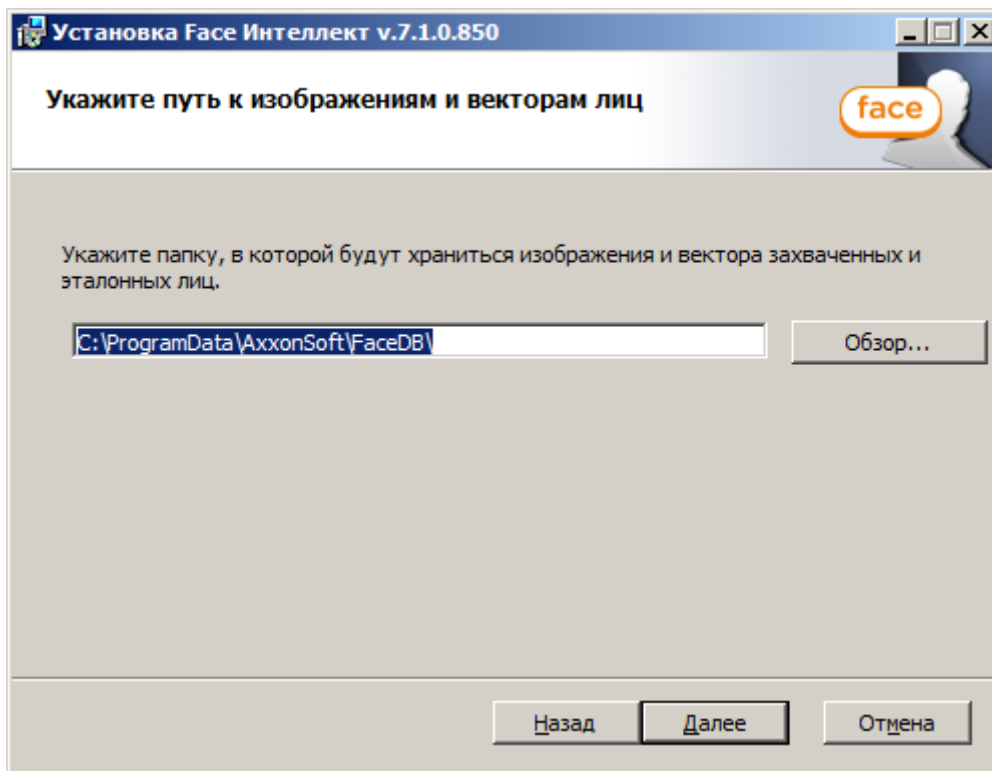 Установка Face Интеллект v.7.1.0.850
Укажите путь к изображениям и векторам лиц
face
Укажите папку, в которой будут храниться изображения и вектора захваченных и
эталонных лиц.
C:\ProgramData\AxxonSoft\FaceDB\
Обзор...
Назад
Далее
Отмена